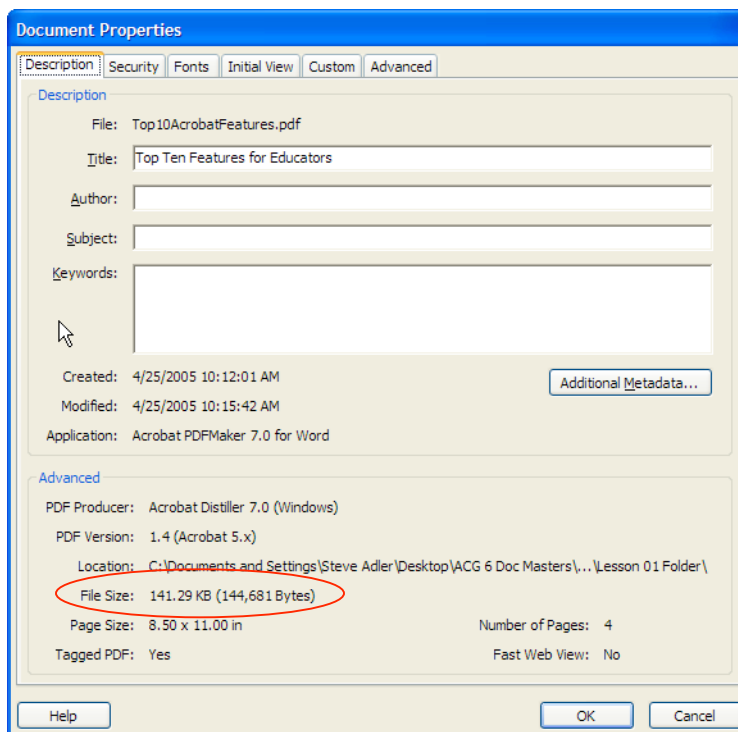 Document Properties
Description Security Fonts Initial View Custom Advanced
Description
File: Top10AcrobatFeatures.pdf
Title: Top Ten Features for Educators
Author:
Subject:
Keywords:
Created: 4/25/2005 10:12:01 AM
Additional Metadata...
Modified: 4/25/2005 10:15:42 AM
Application: Acrobat PDFMaker 7.0 for Word
Advanced
PDF Producer: Acrobat Distiller 7.0 (Windows)
PDF Version: 1.4 (Acrobat 5.x)
Location: C:\Documents and Settings\Steve Adler\Desktop\ACG 6 Doc Masters\...\Lesson 01 Folder\
File Size: 141.29 KB (144,681 Bytes)
Page Size: 8.50 x 11.00 in Number of Pages: 4
Tagged PDF: Yes Fast Web View: No
Help OK Cancel